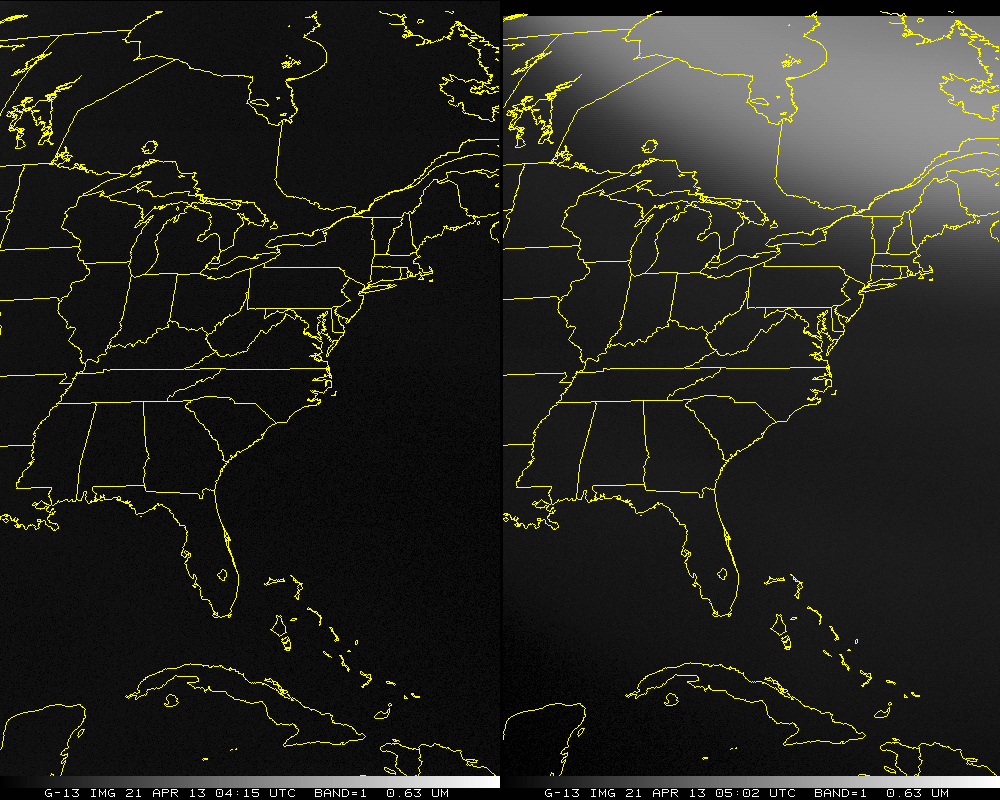 G-13 IMG 21 APR 13 04:15 UTC BAND=1 0.63 UM
G-13 IMG 21 APR 13 05:02 UTC BAND=1 0.63 UM